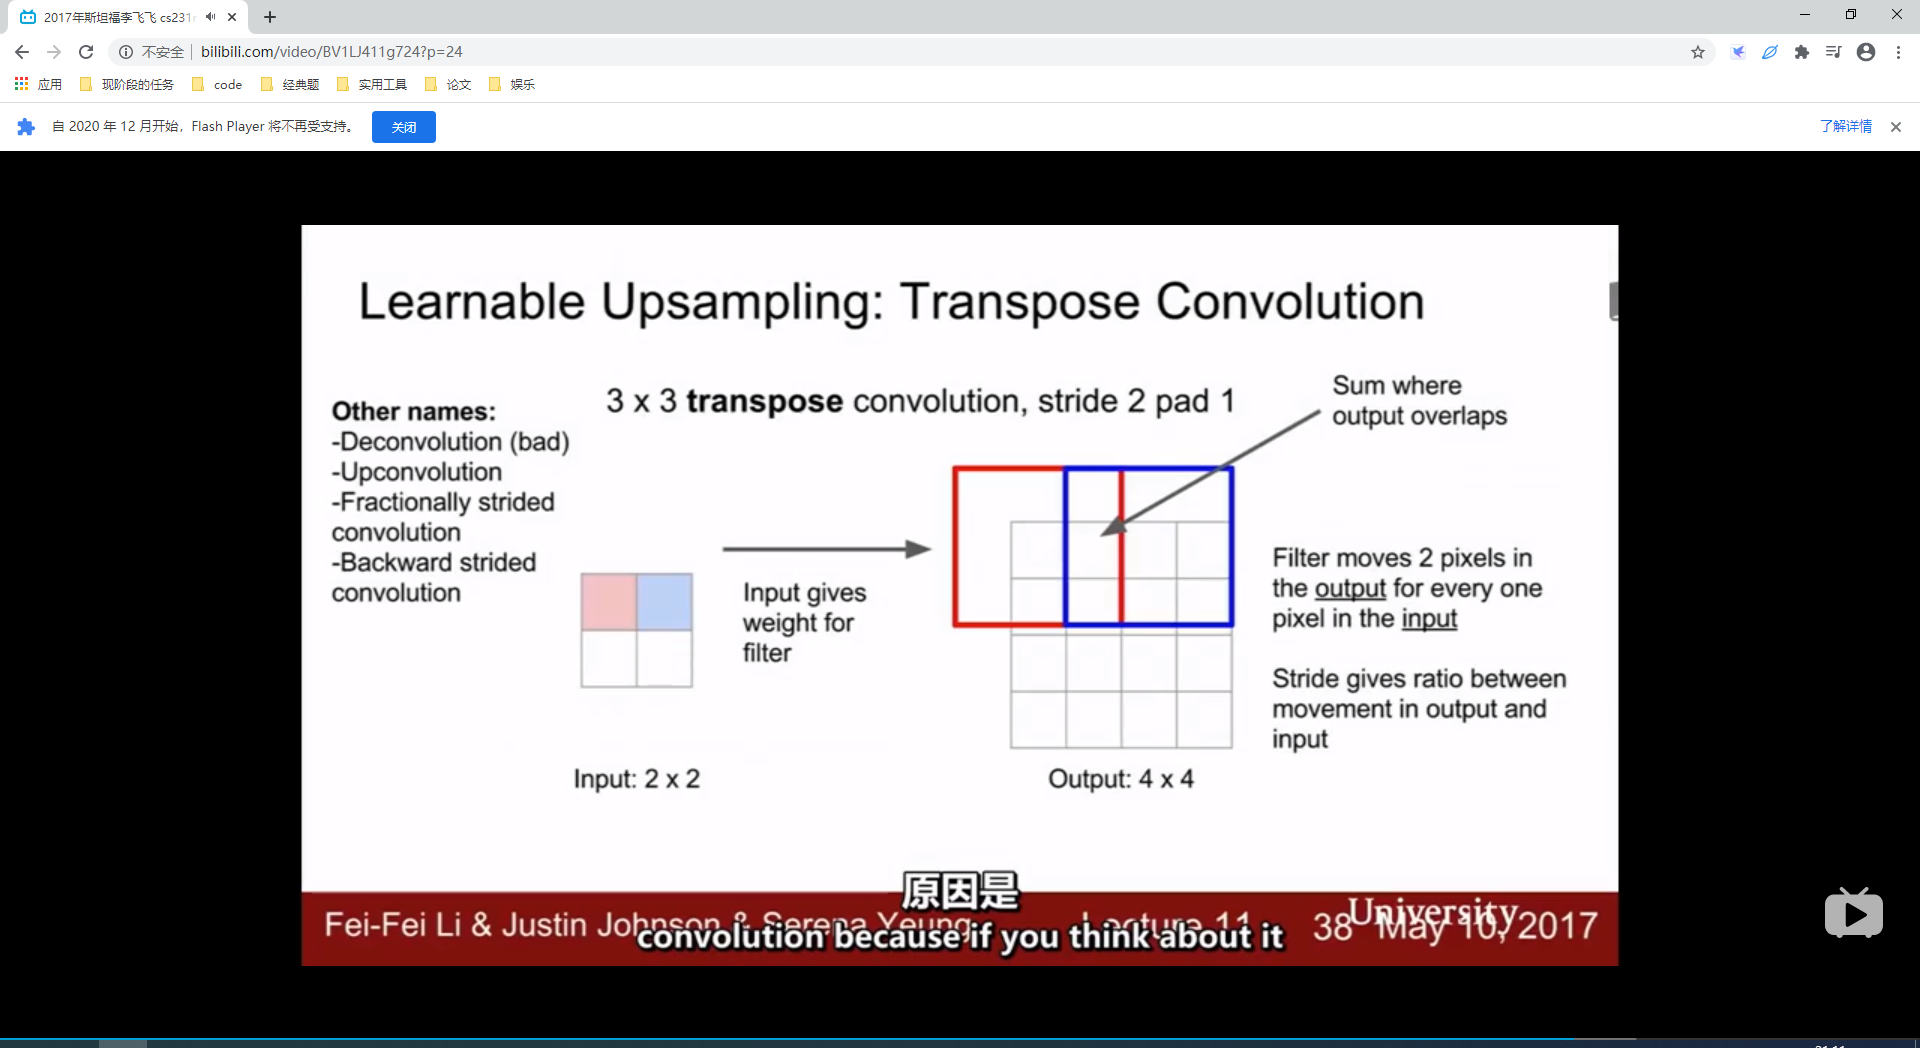 2017年斯坦福李飞飞 cs231
不安全 bilibili.com/video/BV1LJ411g724?p=24
应用 现阶段的任务 code 经典题 实用工具 论文 娱乐
自 2020 年 12 月开始，Flash Player 将不再受支持。 关闭 了解详情
Learnable Upsampling: Transpose Convolution
Other names:
-Deconvolution (bad)
-Upconvolution
-Fractionally strided
convolution
-Backward strided
convolution
3 x 3 transpose convolution, stride 2 pad 1
Sum where
output overlaps
Input gives
weight for
filter
Filter moves 2 pixels in
the output for every one
pixel in the input
Stride gives ratio between
movement in output and
input
Input: 2 x 2
Output: 4 x 4
原因是
convolution because if you think about it
Fei-Fei Li & Justin Johnson & Serena Yeung Lecture 11 38 May 10, 2017
University